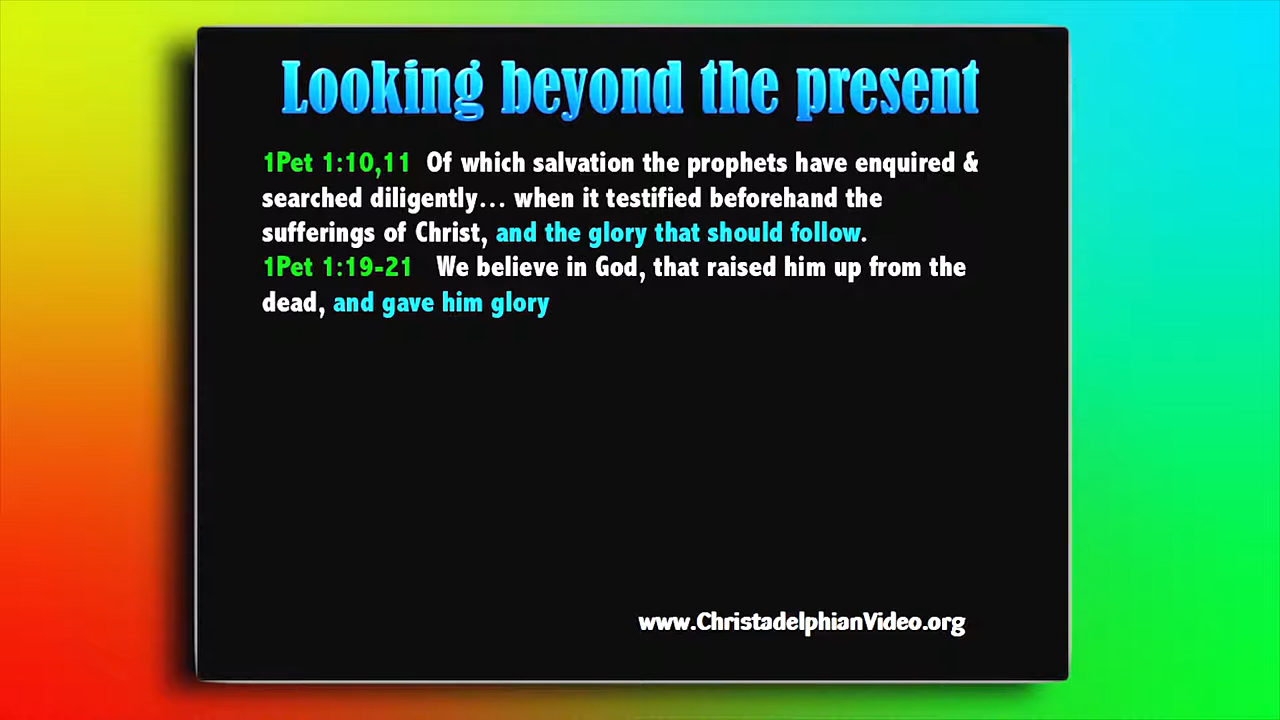 Looking beyond the present
1Pet 1:10,11 Of which salvation the prophets have enquired &
searched diligently… when it testified beforehand the
sufferings of Christ, and the glory that should follow.
1Pet 1:19-21 We believe in God, that raised him up from the
dead, and gave him glory
www.ChristadelphianVideo.org